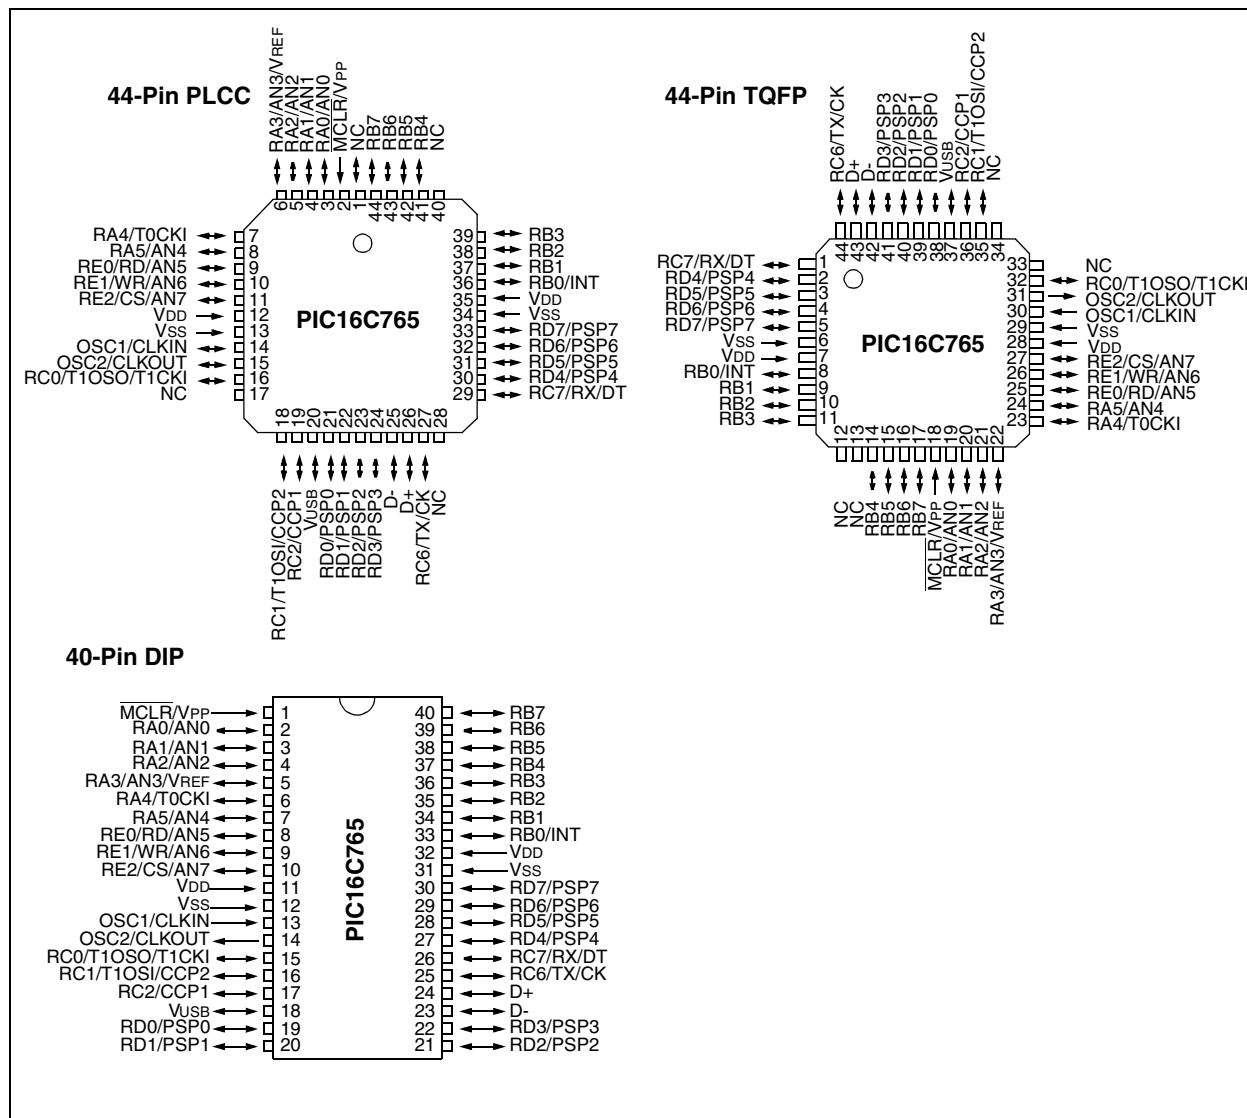 44-Pin PLCC
RA3/AN3/VREF
RA2/AN2
RA1/AN1
RA0/AN0
MCLR/VPP
NC
RB7
RB6
RB5
RB4
NC
6
5
4
3
2
1
44
43
42
41
40
RA4/T0CKI 7
RA5/AN4 8
RE0/RD/AN5 9
RE1/WR/AN6 10
RE2/CS/AN7 11
VDD 12
VSS 13
OSC1/CLKIN 14
OSC2/CLKOUT 15
RC0/T1OSO/T1CKI 16
NC 17
PIC16C765
39 RB3
38 RB2
37 RB1
36 RB0/INT
35 VDD
34 VSS
33 RD7/PSP7
32 RD6/PSP6
31 RD5/PSP5
30 RD4/PSP4
29 RC7/RX/DT
18
19
20
21
22
23
24
25
26
27
28
RC1/T1OSI/CCP2
RC2/CCP1
VUSB
RD0/PSP0
RD1/PSP1
RD2/PSP2
RD3/PSP3
D-
D+
RC6/TX/CK
NC
44-Pin TQFP
RC6/TX/CK
D+
D-
RD3/PSP3
RD2/PSP2
RD1/PSP1
RD0/PSP0
VUSB
RC2/CCP1
RC1/T1OSI/CCP2
NC
44
43
42
41
40
39
38
37
36
35
34
RC7/RX/DT 1
RD4/PSP4 2
RD5/PSP5 3
RD6/PSP6 4
RD7/PSP7 5
VSS 6
VDD 7
RB0/INT 8
RB1 9
RB2 10
RB3 11
PIC16C765
33 NC
32 RC0/T1OSO/T1CKI
31 OSC2/CLKOUT
30 OSC1/CLKIN
29 VSS
28 VDD
27 RE2/CS/AN7
26 RE1/WR/AN6
25 RE0/RD/AN5
24 RA5/AN4
23 RA4/T0CKI
12
13
14
15
16
17
18
19
20
21
22
NC
NC
RB4
RB5
RB6
RB7
MCLR/VPP
RA0/AN0
RA1/AN1
RA2/AN2
RA3/AN3/VREF
40-Pin DIP
MCLR/VPP 1
RA0/AN0 2
RA1/AN1 3
RA2/AN2 4
RA3/AN3/VREF 5
RA4/T0CKI 6
RA5/AN4 7
RE0/RD/AN5 8
RE1/WR/AN6 9
RE2/CS/AN7 10
VDD 11
VSS 12
OSC1/CLKIN 13
OSC2/CLKOUT 14
RC0/T1OSO/T1CKI 15
RC1/T1OSI/CCP2 16
RC2/CCP1 17
VUSB 18
RD0/PSP0 19
RD1/PSP1 20
PIC16C765
40 RB7
39 RB6
38 RB5
37 RB4
36 RB3
35 RB2
34 RB1
33 RB0/INT
32 VDD
31 VSS
30 RD7/PSP7
29 RD6/PSP6
28 RD5/PSP5
27 RD4/PSP4
26 RC7/RX/DT
25 RC6/TX/CK
24 D+
23 D-
22 RD3/PSP3
21 RD2/PSP2